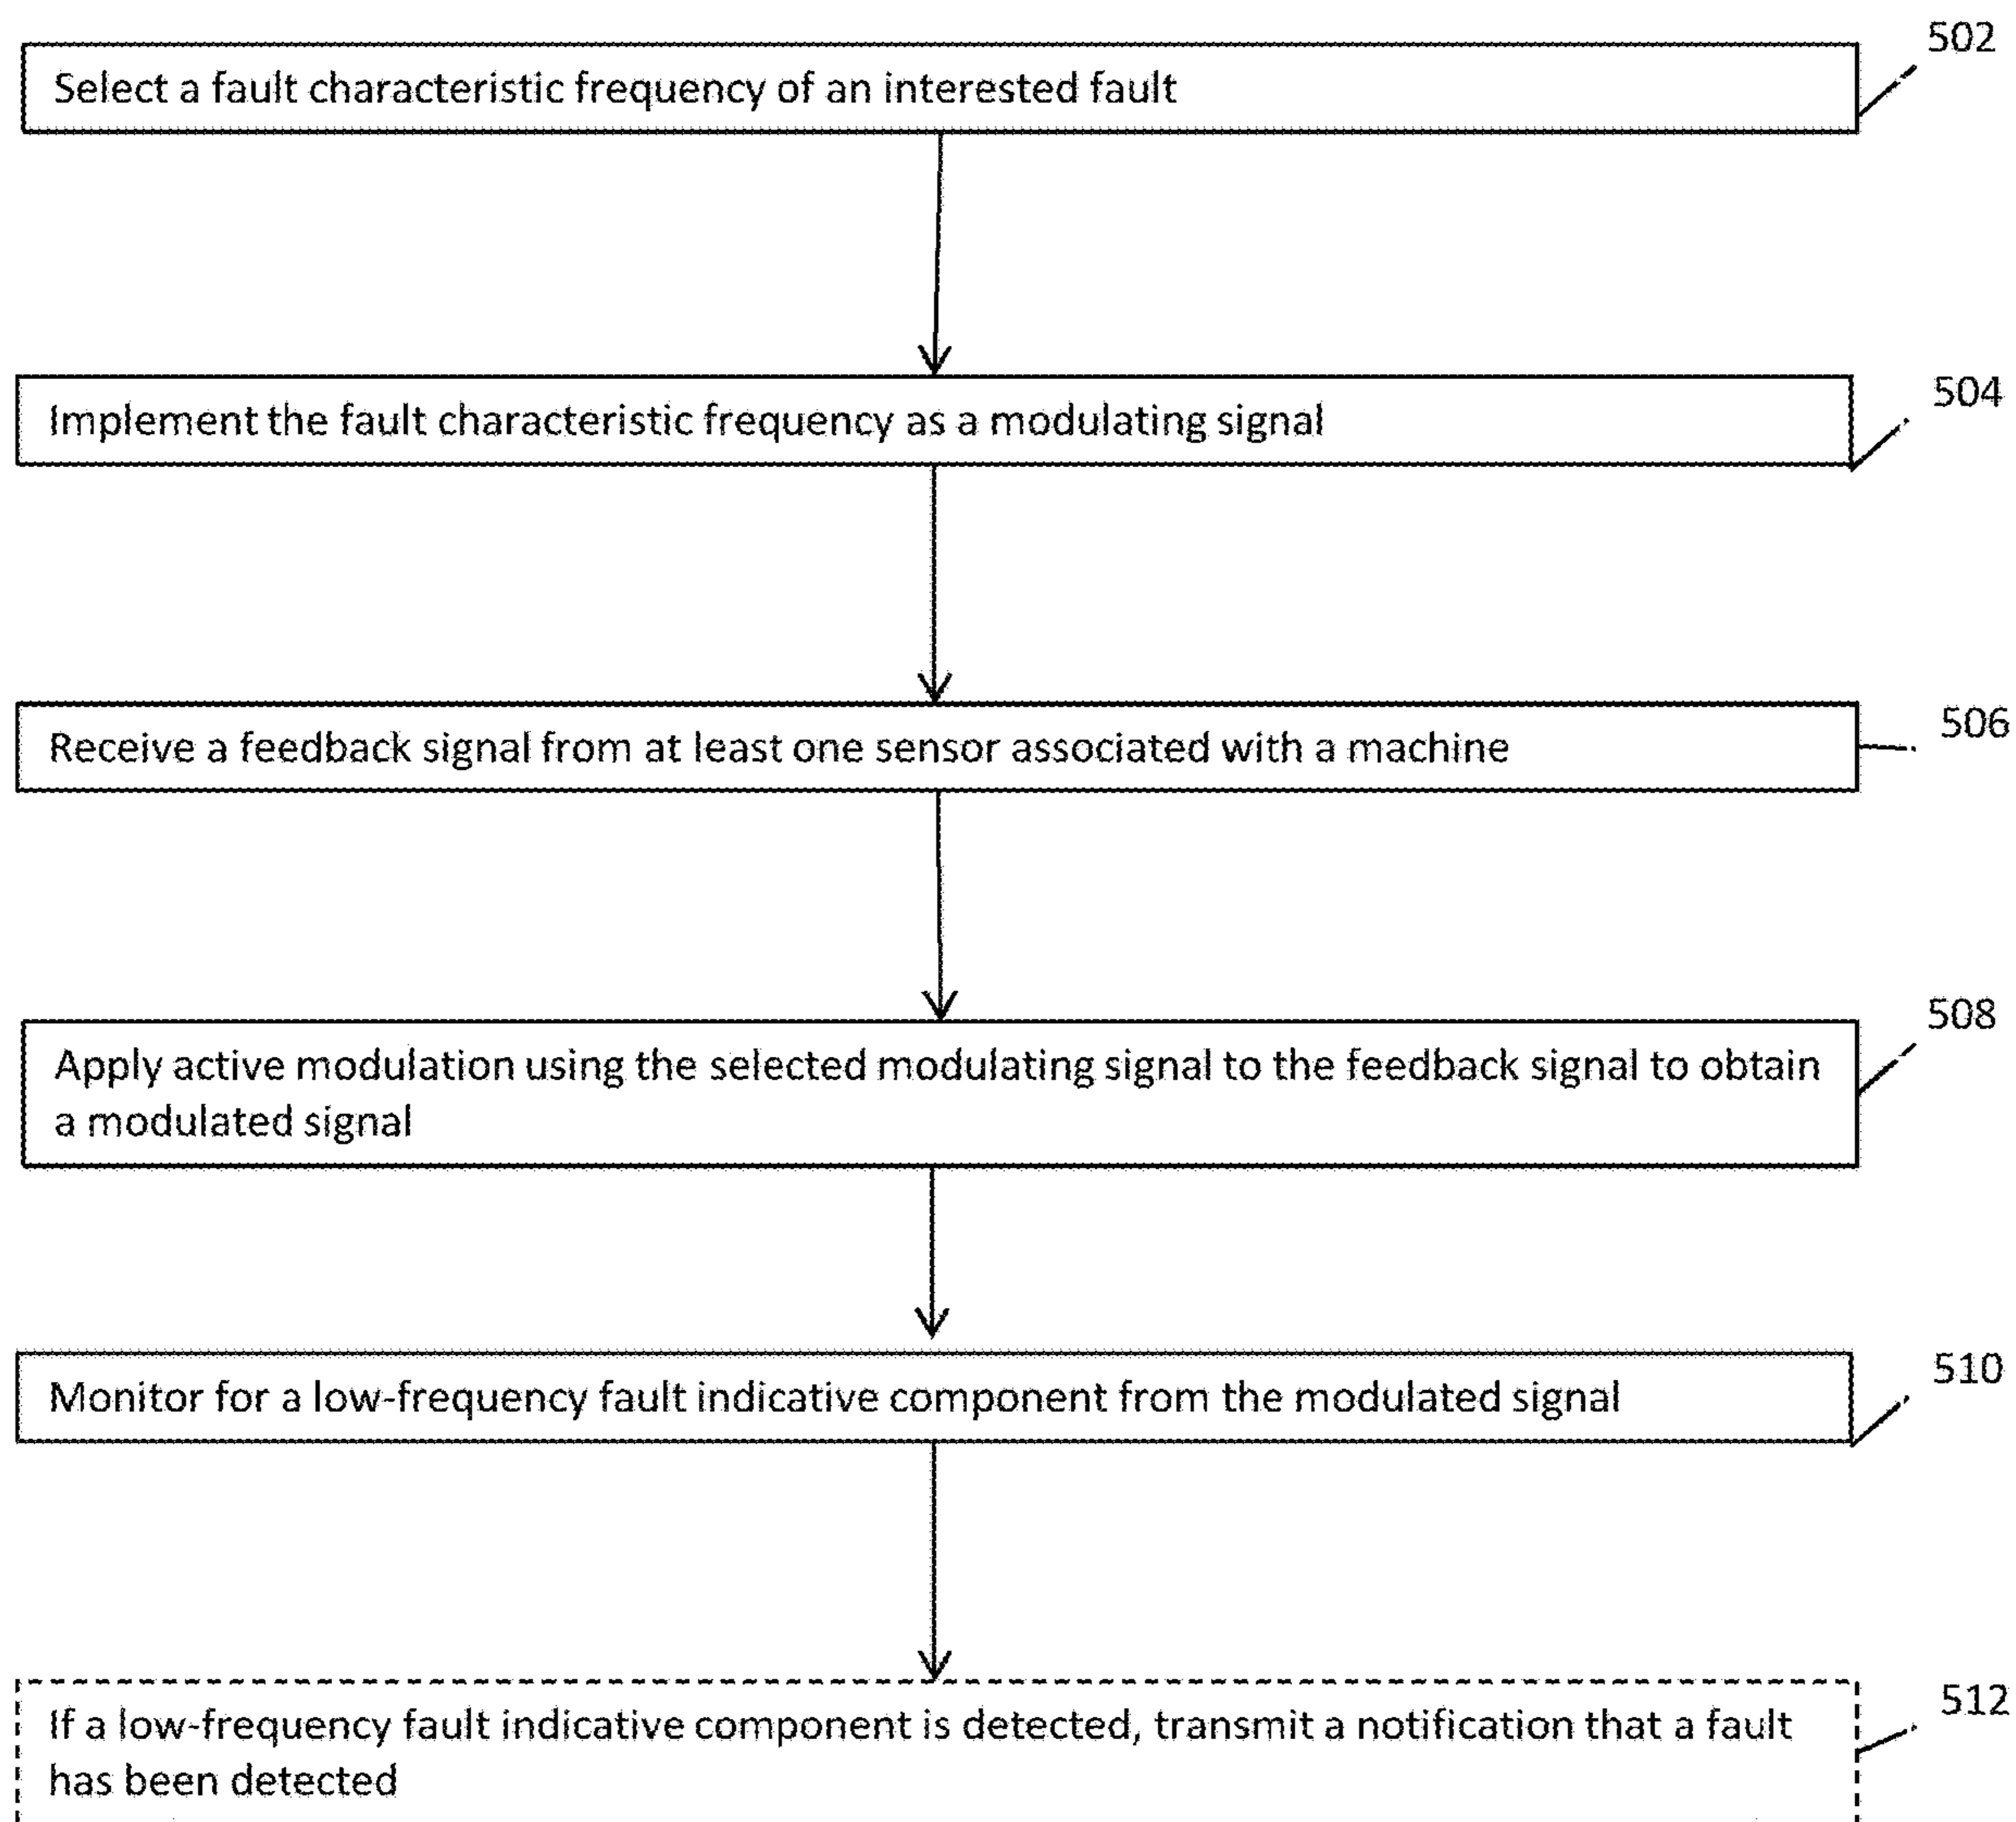 502
Select a fault characteristic frequency of an interested fault
504
Implement the fault characteristic frequency as a modulating signal
506
Receive a feedback signal from at least one sensor associated with a machine
508
Apply active modulation using the selected modulating signal to the feedback signal to obtain
a modulated signal
510
Monitor for a low-frequency fault indicative component from the modulated signal
512
If a low-frequency fault indicative component is detected, transmit a notification that a fault
has been detected